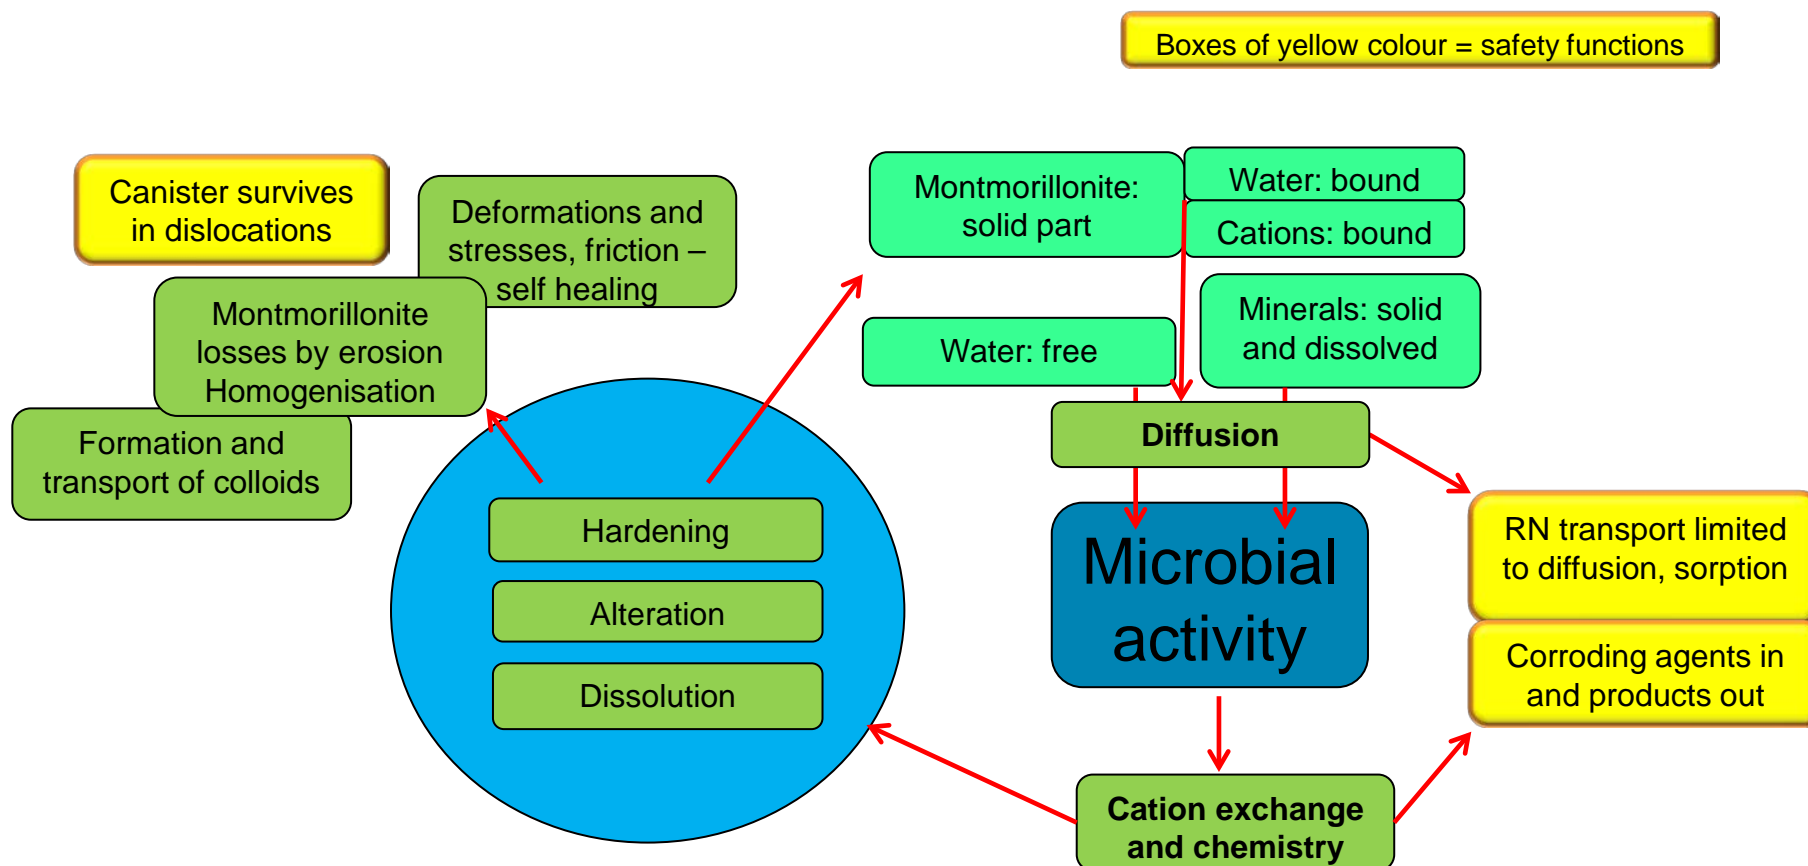 Boxes of yellow colour = safety functions
Canister survives
in dislocations
Deformations and
stresses, friction –
self healing
Montmorillonite
losses by erosion
Homogenisation
Formation and
transport of colloids
Hardening
Alteration
Dissolution
Montmorillonite:
solid part
Water: bound
Cations: bound
Water: free
Minerals: solid
and dissolved
Diffusion
Microbial
activity
RN transport limited
to diffusion, sorption
Corroding agents in
and products out
Cation exchange
and chemistry